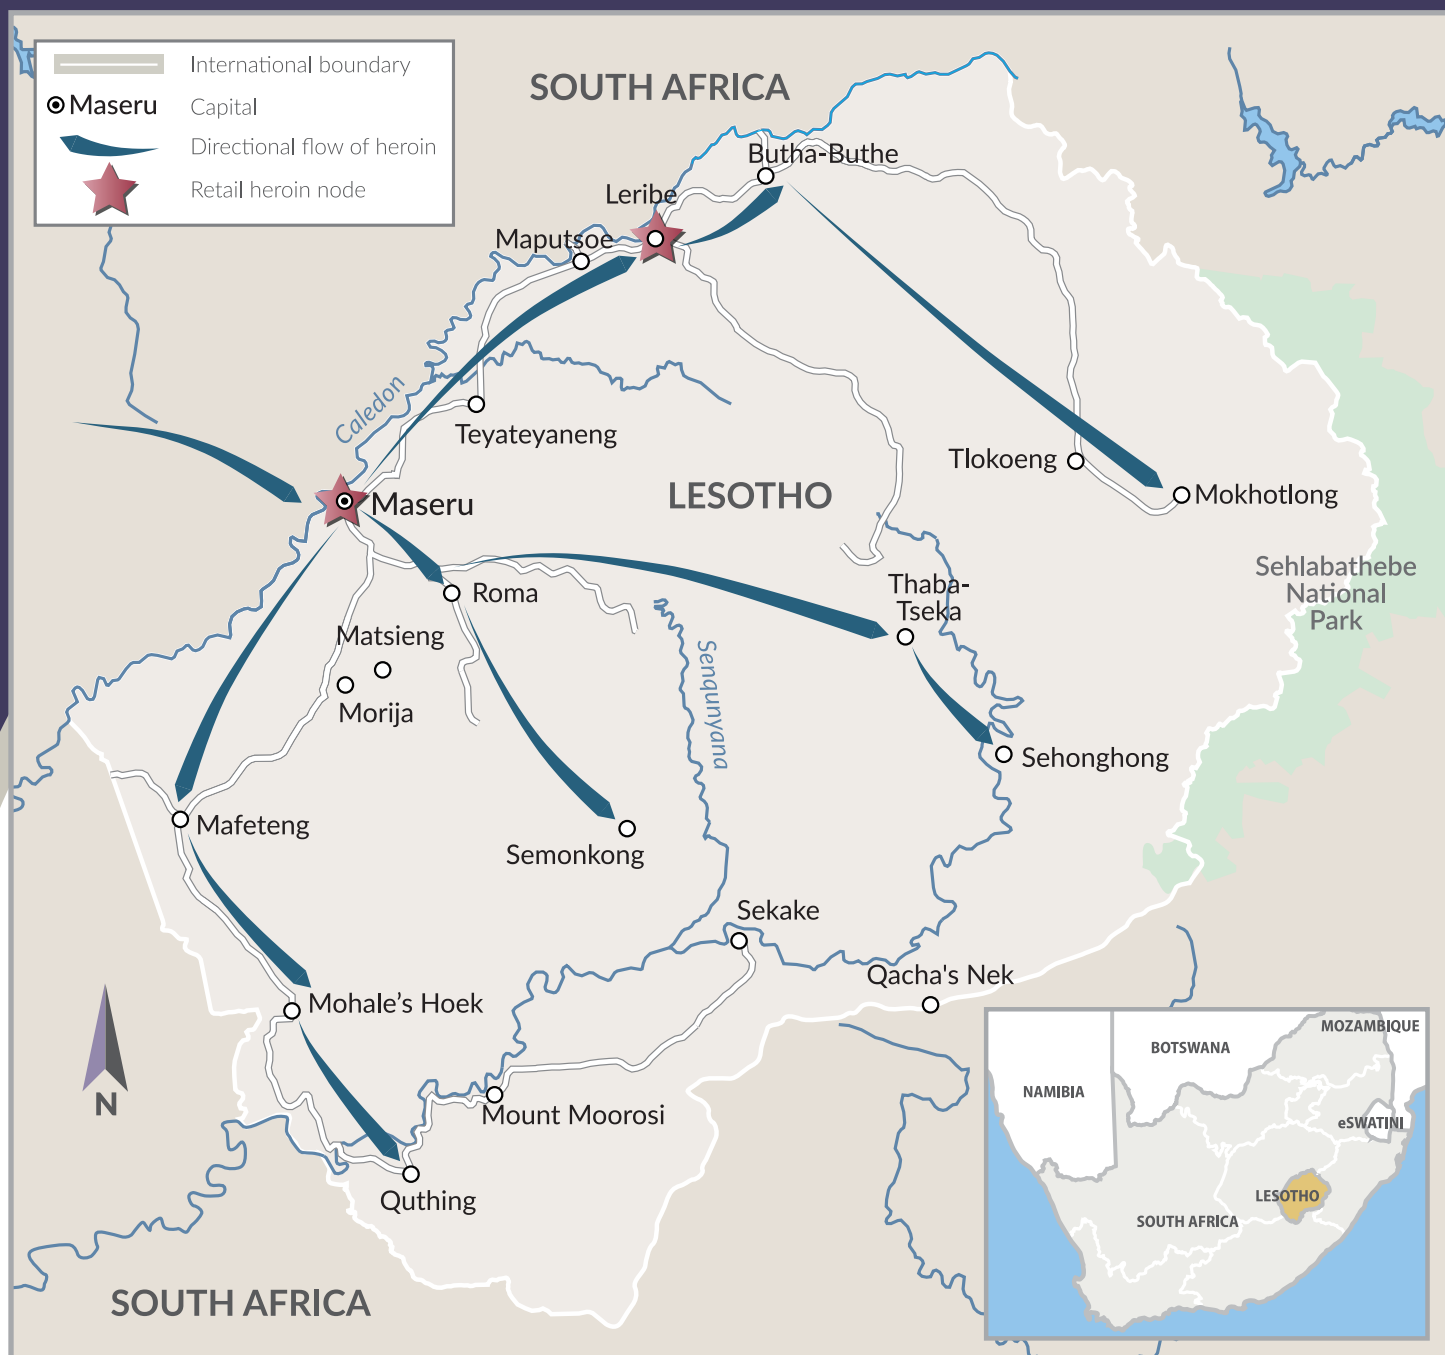 International boundary
Maseru Capital
Directional flow of heroin
Retail heroin node
SOUTH AFRICA
Butha-Buthe
Leribe
Maputsoe
Caledon
Teyateyaneng
Tlokoeng
Maseru
LESOTHO
Mokhotlong
Sehlabathebe
National
Park
Thaba-
Tseka
Roma
Matsieng
Morija
Senqunyana
Sehonghong
Mafeteng
Semonkong
Sekake
Qacha's Nek
Mohale's Hoek
Mount Moorosi
Quthing
N
SOUTH AFRICA
MOZAMBIQUE
BOTSWANA
NAMIBIA
eSWATINI
LESOTHO
SOUTH AFRICA